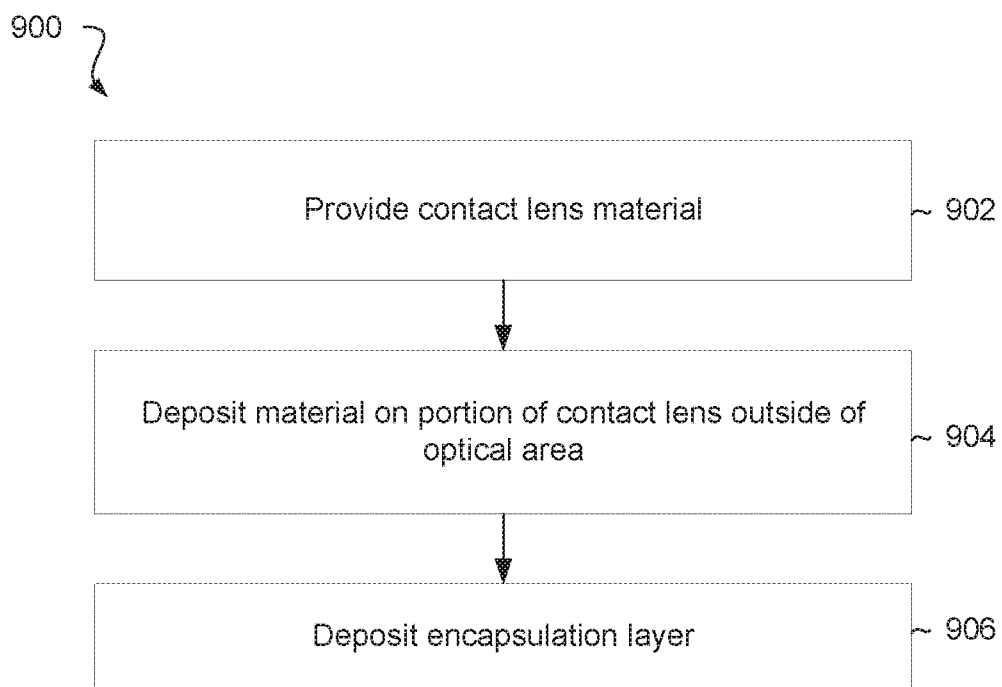 900
Provide contact lens material
902
Deposit material on portion of contact lens outside of
optical area
904
Deposit encapsulation layer
906